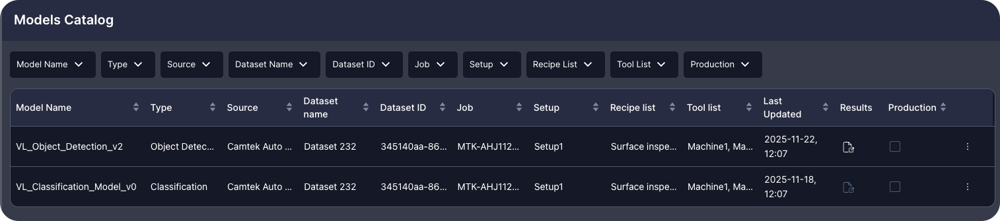 Models Catalog
Model Name Type Source Dataset Name Dataset ID Job Setup Recipe List Tool List Production
Model Name Type Source Dataset name Dataset ID Job Setup Recipe list Tool list Last Updated Results Production
VL_Object_Detection_v2 Object Detec... Camtek Auto ... Dataset 232 345140aa-86... MTK-AHJ112... Setup1 Surface inspe... Machine1, Ma... 2025-11-22, 12:07
VL_Classification_Model_v0 Classification Camtek Auto ... Dataset 232 345140aa-86... MTK-AHJ112... Setup1 Surface inspe... Machine1, Ma... 2025-11-18, 12:07